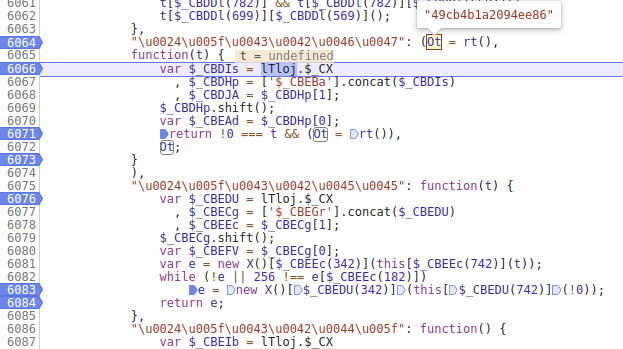 6061 t[$_CBDDl(782)] && t[$_CBDDl(782)][
6062 t[$_CBDDl(699)][$_CBDDl(569)]();
"49cb4b1a2094ee86"
6063 },
6064 "\u0024\u005f\u0043\u0042\u0046\u0047": (Ot = rt(),
6065 function(t) { t = undefined
6066 var $_CBDIs = lTloj.$_CX
6067 , $_CBDHp = ['$_CBEBa'].concat($_CBDIs)
6068 , $_CBDJA = $_CBDHp[1];
6069 $_CBDHp.shift();
6070 var $_CBEAd = $_CBDHp[0];
6071 return !0 === t && (Ot = rt()),
6072 Ot;
6073 }
6074 ),
6075 "\u0024\u005f\u0043\u0042\u0045\u0045": function(t) {
6076 var $_CBEDU = lTloj.$_CX
6077 , $_CBECg = ['$_CBEGr'].concat($_CBEDU)
6078 , $_CBEEc = $_CBECg[1];
6079 $_CBECg.shift();
6080 var $_CBEFV = $_CBECg[0];
6081 var e = new X()[$_CBEEc(342)](this[$_CBEEc(742)](t));
6082 while (!e || 256 !== e[$_CBEEc(182)]())
6083 e = new X()[$_CBEDU(342)](this[$_CBEDU(742)](!0));
6084 return e;
6085 },
6086 "\u0024\u005f\u0043\u0042\u0044\u005f": function() {
6087 var $_CBEIb = lTloj.$_CX